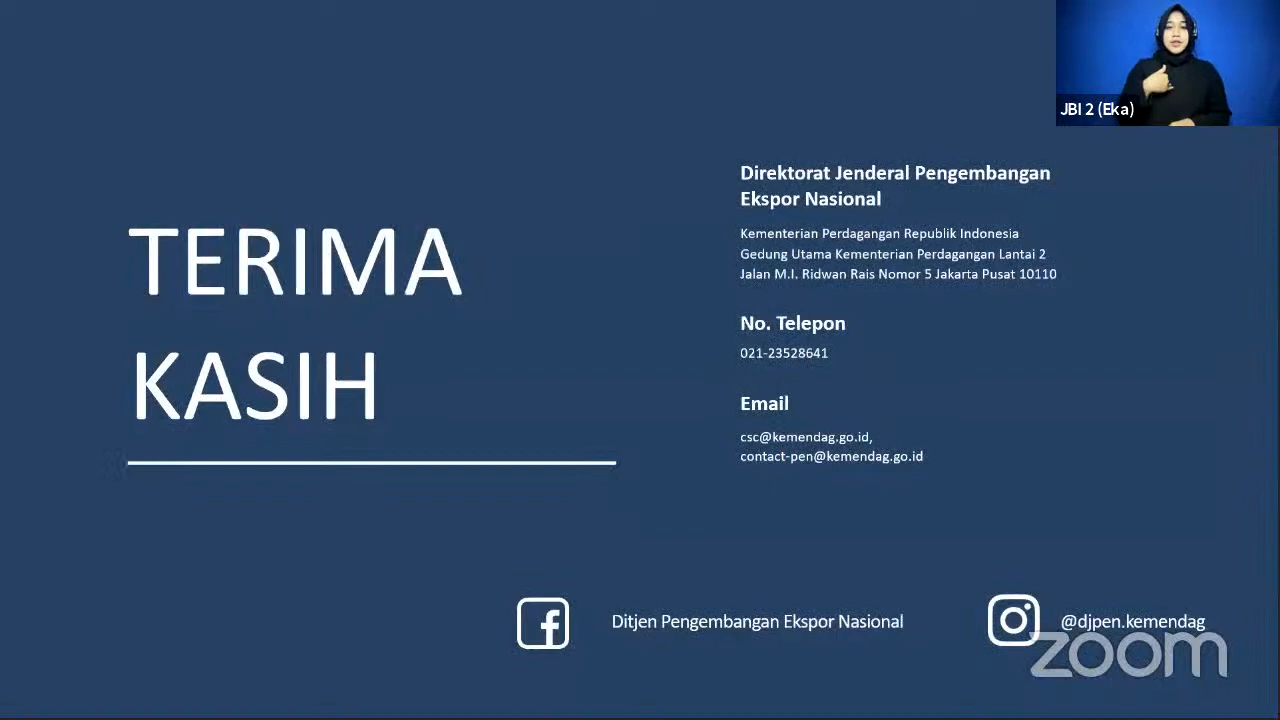 JBI 2 (Eka)
TERIMA
KASIH
Direktorat Jenderal Pengembangan
Ekspor Nasional
Kementerian Perdagangan Republik Indonesia
Gedung Utama Kementerian Perdagangan Lantai 2
Jalan M.I. Ridwan Rais Nomor 5 Jakarta Pusat 10110
No. Telepon
021-23528641
Email
csc@kemendag.go.id,
contact-pen@kemendag.go.id
Ditjen Pengembangan Ekspor Nasional
@djpen.kemendag
zoom